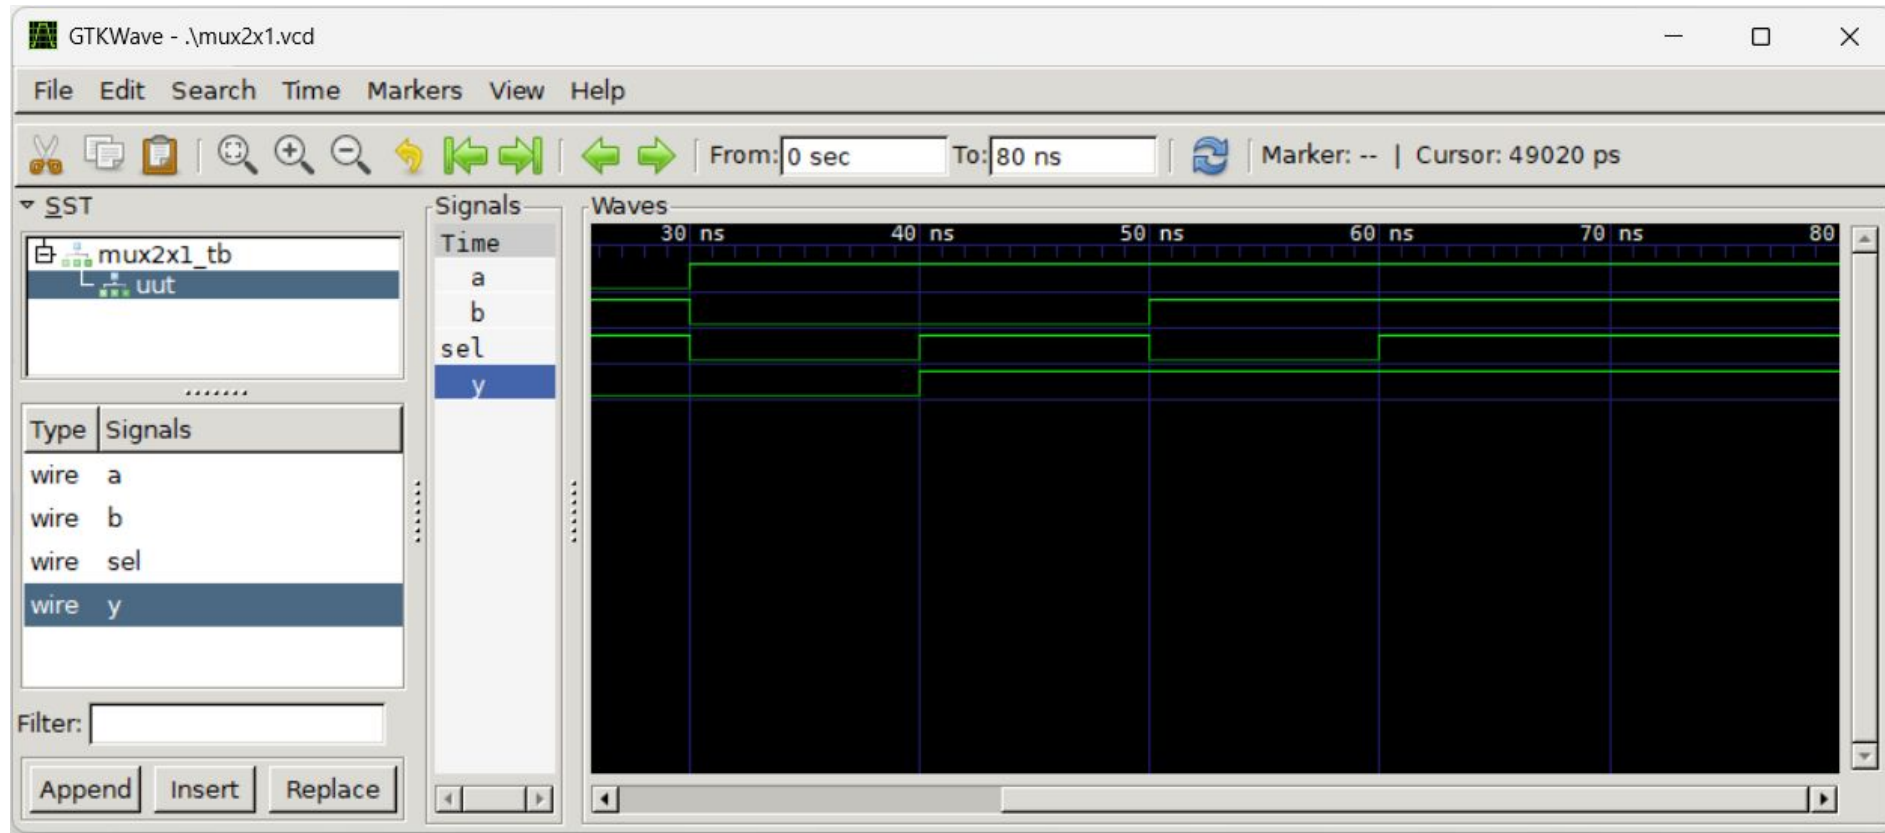 GTKWave - .\mux2x1.vcd
File Edit Search Time Markers View Help
From: 0 sec To: 80 ns Marker: -- | Cursor: 49020 ps
SST
mux2x1_tb
uut
Type Signals
wire a
wire b
wire sel
wire y
Filter:
Append Insert Replace
Signals
Time
a
b
sel
y
Waves
30 ns 40 ns 50 ns 60 ns 70 ns 80